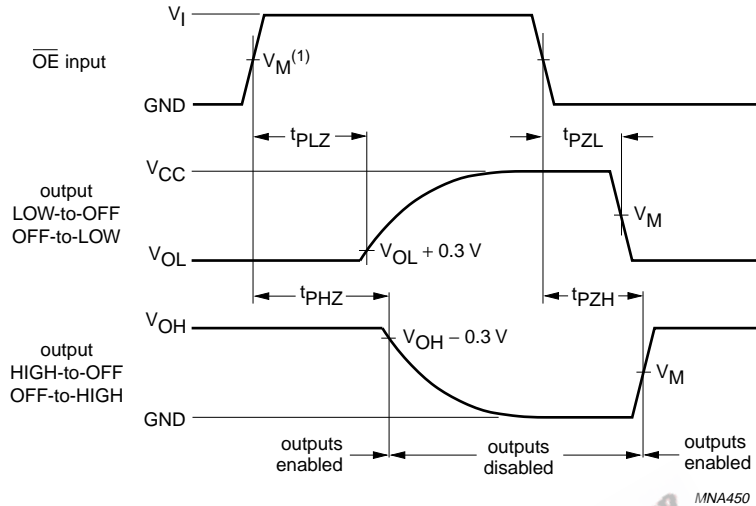 V_I
OE input
V_M(1)
GND
t_PLZ
t_PZL
V_CC
output
LOW-to-OFF
OFF-to-LOW
V_M
V_OL
V_OL + 0.3 V
t_PHZ
t_PZH
V_OH
V_OH − 0.3 V
output
HIGH-to-OFF
OFF-to-HIGH
V_M
GND
outputs
enabled
outputs
disabled
outputs
enabled
MNA450